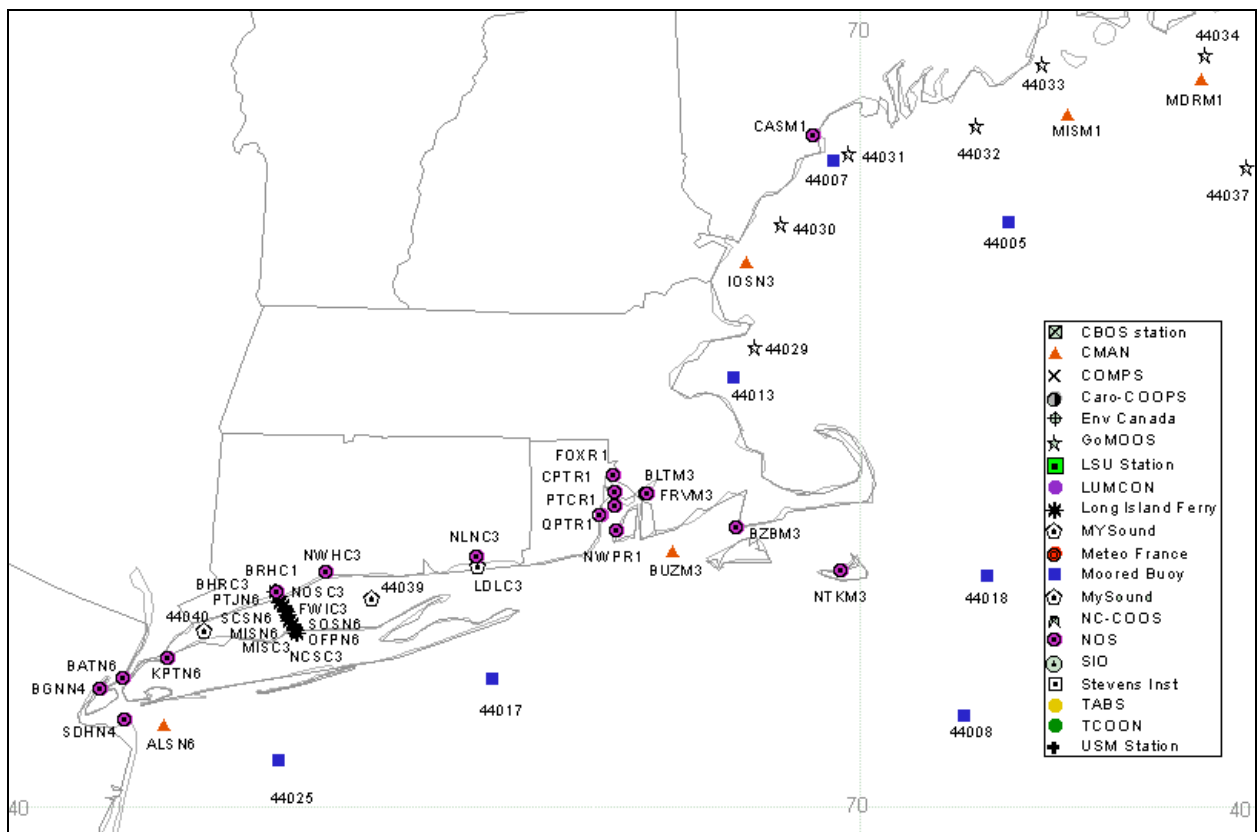 70
44034
44033
MDRM1
CASM1
MISM1
44031
44032
44007
44037
44030
44005
IOSN3
44029
44013
FOXR1
CPTR1
BLTM3
PTCR1
FRVM3
QPTR1
NLNC3
BZBM3
NWHC3
NWPR1
BRHC1
BUZM3
BHRC3
NOSC3
44039
LDLC3
NTKM3
44018
PTJN6
FWIC3
44040
SCSN6
SOSN6
MISN6
OFPN6
MISC3
NCSC3
BATN6
KPTN6
BGNN4
44017
44008
SDHN4
ALSN6
44025
40
70
40
CBOS station
CMAN
COMPS
Caro-COOPS
Env Canada
GoMOOS
LSU Station
LUMCON
Long Island Ferry
MYSound
Meteo France
Moored Buoy
MySound
NC-COOS
NOS
SIO
Stevens Inst
TABS
TCOON
USM Station